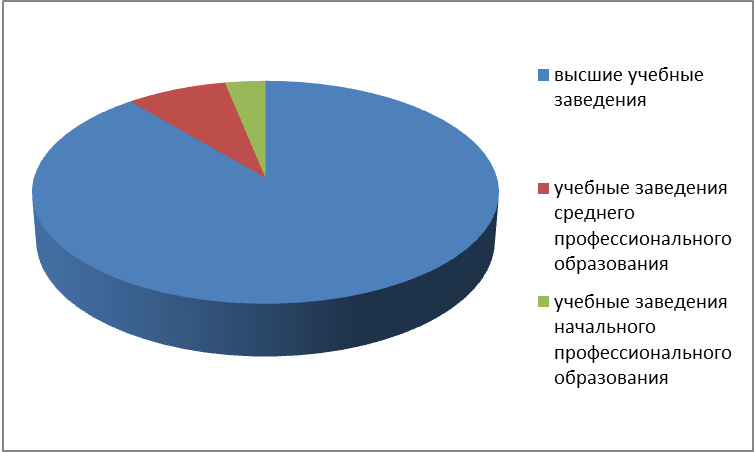 высшие учебные
заведения
учебные заведения
среднего
профессионального
образования
учебные заведения
начального
профессионального
образования